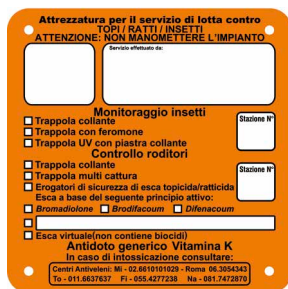 Attrezzatura per il servizio di lotta contro
TOPI / RATTI / INSETTI
ATTENZIONE: NON MANOMETTERE L'IMPIANTO
Servizio effettuato da:
Monitoraggio insetti
Trappola collante
Trappola con feromone
Trappola UV con piastra collante
Stazione N°
Controllo roditori
Trappola collante
Trappola multi cattura
Erogatori di sicurezza di esca topicida/ratticida
Stazione N°
Esca a base del seguente principio attivo:
Bromadiolone Brodifacoum Difenacoum
Esca virtuale(non contiene biocidi)
Antidoto generico Vitamina K
In caso di intossicazione consultare:
Centri Antiveleni: Mi - 02.6610101029 - Roma 06.3054343
To - 011.6637637 Fi - 055.4277238 Na - 081.7472870